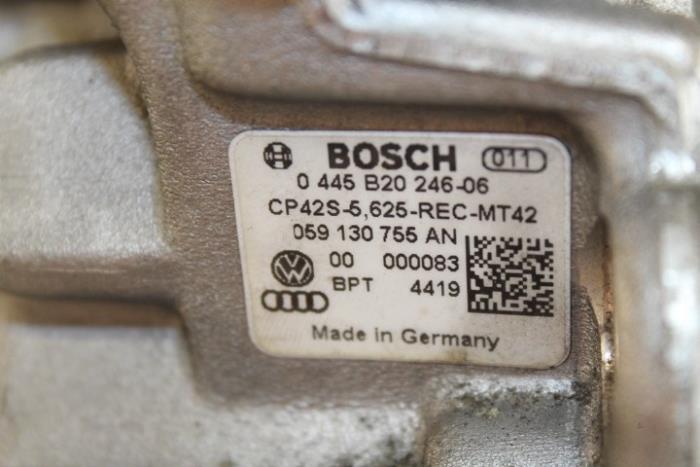 BOSCH 011
0 445 B20 246-06
CP42S-5,625-REC-MT42
059 130 755 AN
00 000083
BPT 4419
Made in Germany